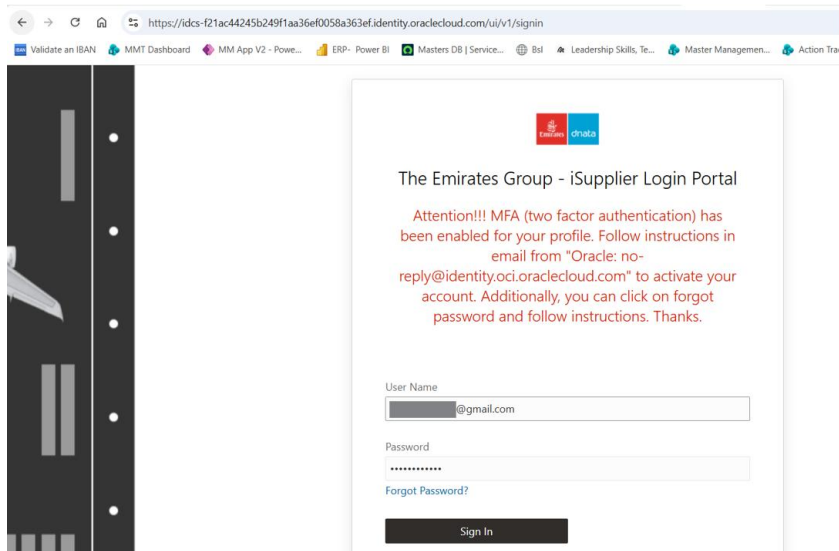 https://idcs-f21ac44245b249f1aa36ef0058a363ef.identity.oraclecloud.com/ui/v1/signin
Validate an IBAN MMT Dashboard MM App V2 - Powe... ERP- Power BI Masters DB | Service... Bsl Leadership Skills, Te... Master Managemen... Action Tra
Emirates dnata
The Emirates Group - iSupplier Login Portal
Attention!!! MFA (two factor authentication) has
been enabled for your profile. Follow instructions in
email from "Oracle: no-
reply@identity.oci.oraclecloud.com" to activate your
account. Additionally, you can click on forgot
password and follow instructions. Thanks.
User Name
@gmail.com
Password
••••••••••••
Forgot Password?
Sign In